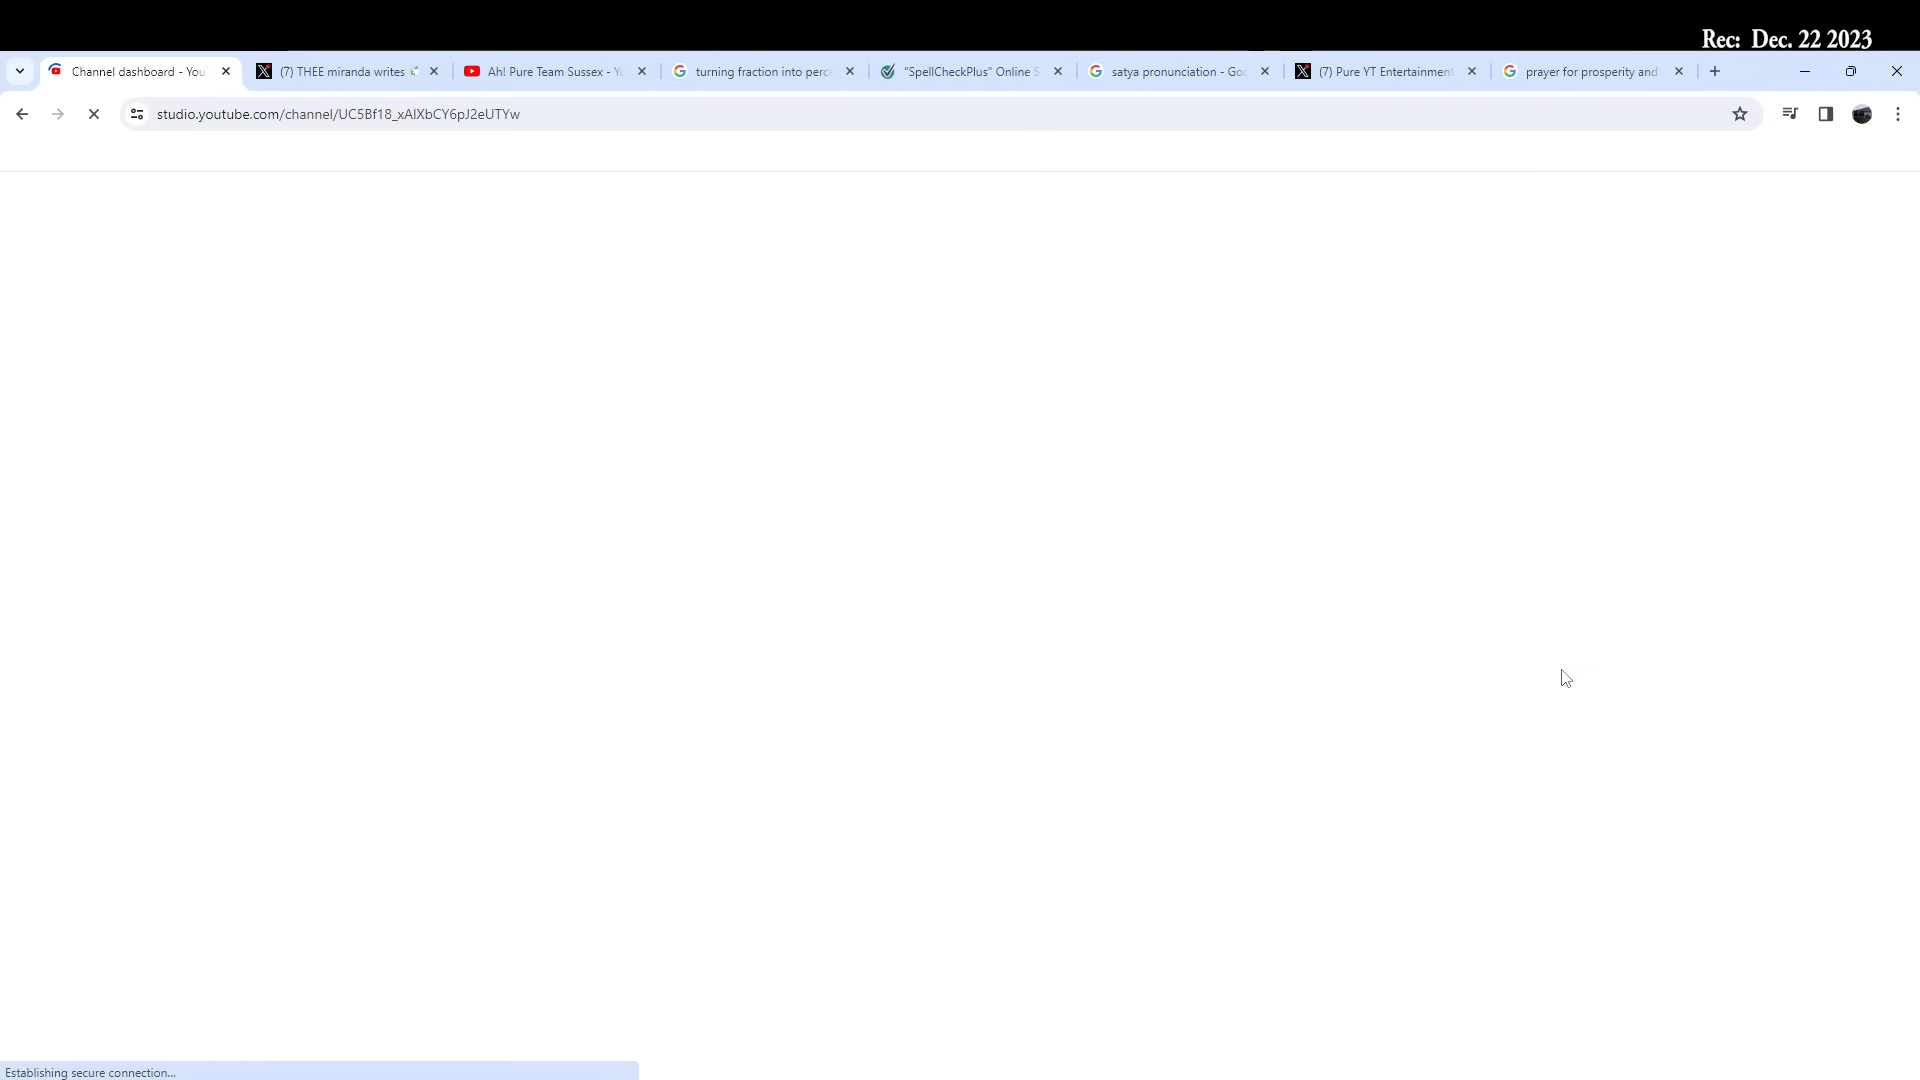 Rec: Dec. 22 2023
Channel dashboard - You
(7) THEE miranda writes
Ah! Pure Team Sussex - Yo
turning fraction into perce
"SpellCheckPlus" Online S
satya pronunciation - Goo
(7) Pure YT Entertainment
prayer for prosperity and
studio.youtube.com/channel/UC5Bf18_xAlXbCY6pJ2eUTYw
Establishing secure connection...